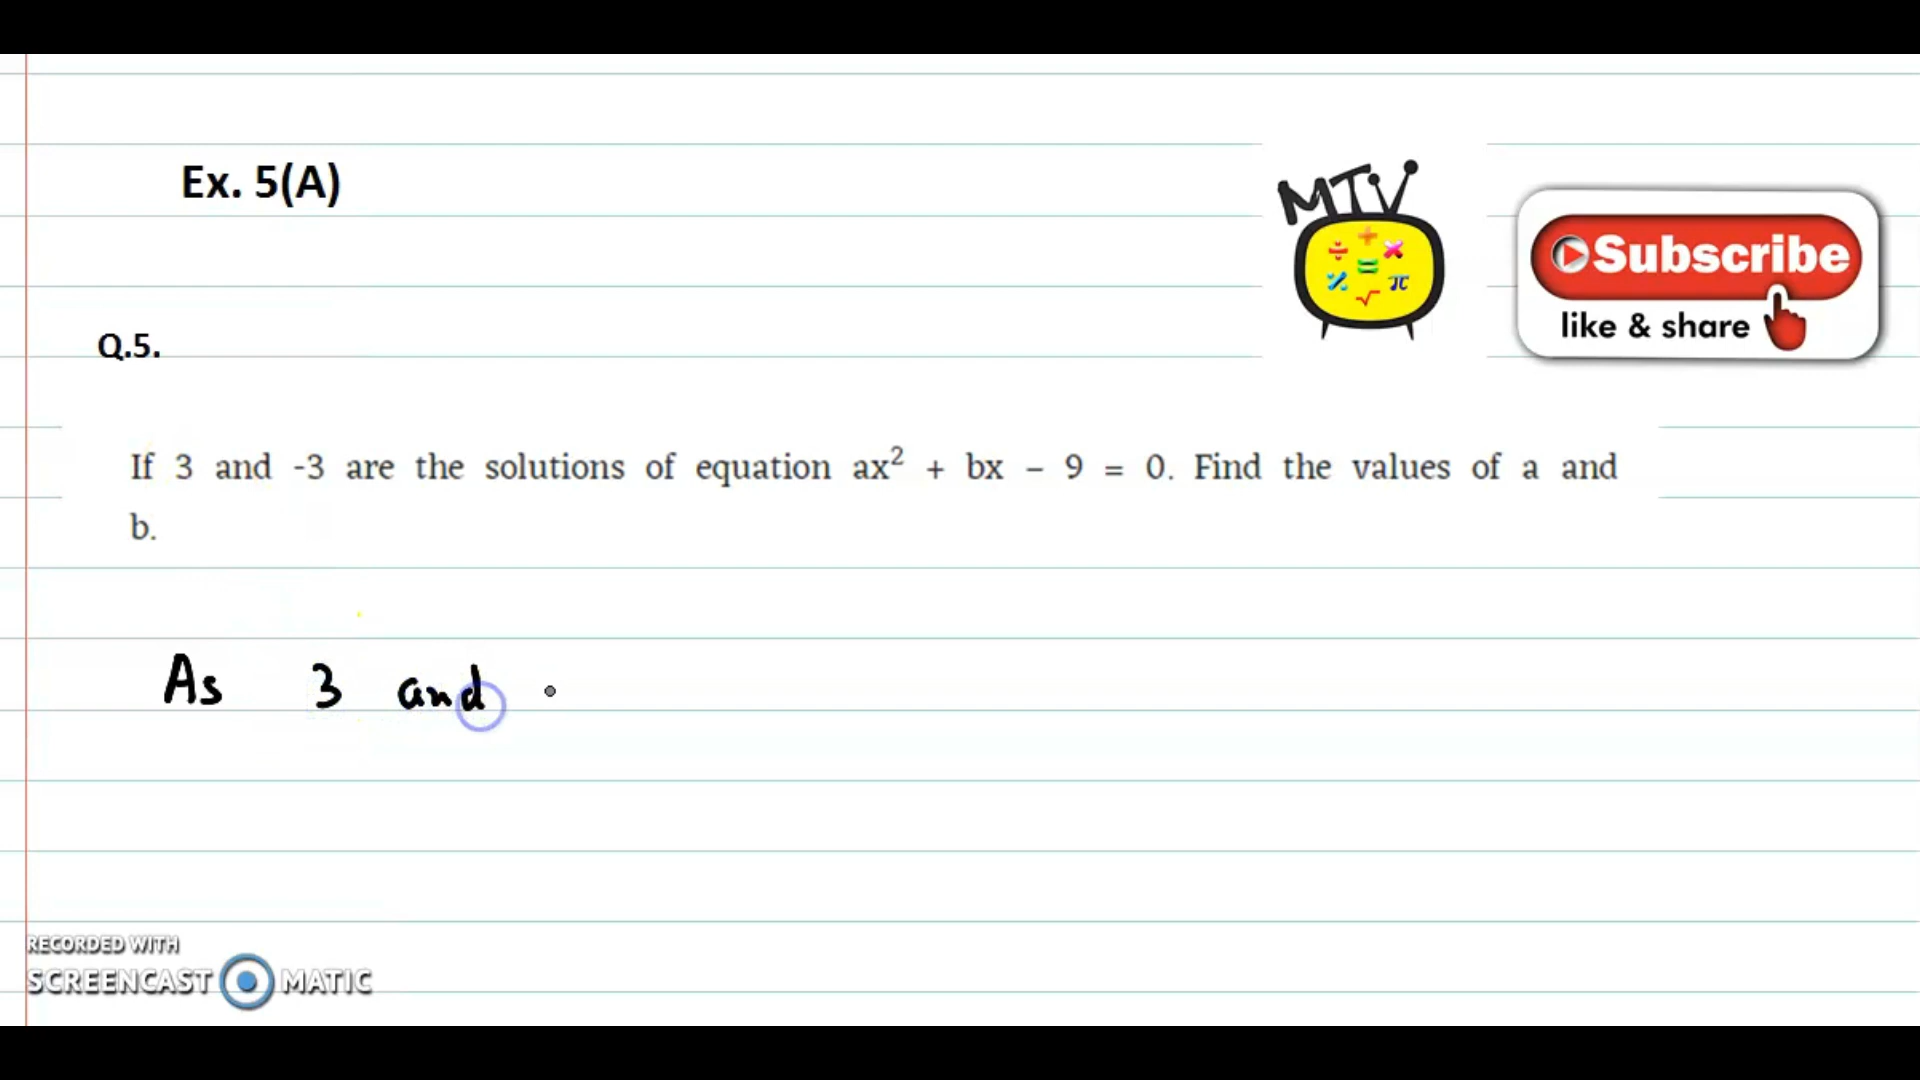 Ex. 5(A)
MTV
Subscribe
like & share
Q.5.
If 3 and -3 are the solutions of equation ax² + bx – 9 = 0. Find the values of a and
b.
As 3 and
RECORDED WITH
SCREENCAST MATIC